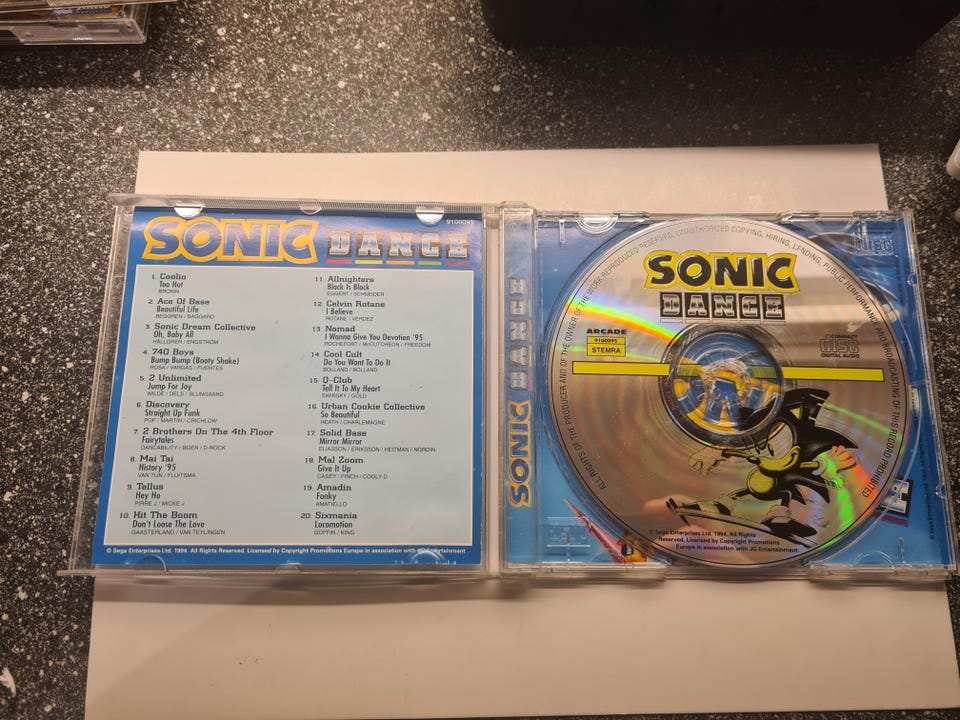 SONIC DANCE
9100095
1. Coolio
Too Hot
BROWN
2. Ace Of Base
Beautiful Life
BEGGREN / BAGGARD
3. Sonic Dream Collective
Oh, Baby All
HALLOREN / ENGSTRÖM
4. 740 Boys
Bump Bump (Booty Shake)
ROSA / VARGAS / FUENTES
5. 2 Unlimited
Jump For Joy
WILDE / DELS / SLIJNGAARD
6. Discovery
Straight Up Funk
POP / MARTIN / CRICHLOW
7. 2 Brothers On The 4th Floor
Fairytales
DANCABILITY / BOER / D-ROCK
8. Mai Tai
History '95
VAN TIJN / FLUITSMA
9. Tellus
Hey Ho
PIRRE J / MICKE J
10. Hit The Boom
Don't Loose The Love
GAASTERLAND / VAN TEYLINGEN
11. Allnighters
Black Is Black
EGGERT / SCHNEIDER
12. Celvin Rotane
I Believe
ROTANE / VERDEZ
13. Nomad
I Wanna Give You Devotion '95
ROCHEFORT / McCUTCHEON / FREEDOM
14. Cool Cult
Do You Want To Do It
BOLLAND / BOLLAND
15. Q-Club
Tell It To My Heart
SWIRSKY / GOLD
16. Urban Cookie Collective
So Beautiful
HEATH / CHARLEMAGNE
17. Solid Base
Mirror Mirror
ELIASSON / ERIKSSON / HEITMAN / NORDIN
18. Mal Zoom
Give It Up
CASEY / FINCH / COOLY D
19. Amadin
Fonky
AMATIELLO
20. Sixmania
Locomotion
GOFFIN / KING
© Sega Enterprises Ltd. 1994. All Rights Reserved. Licensed by Copyright Promotions Europe in association with JG Entertainment.
SONIC DANCE
ALL RIGHTS OF THE PRODUCER AND OF THE OWNER OF THE WORK REPRODUCED RESERVED. UNAUTHORIZED COPYING, HIRING, LENDING, PUBLIC PERFORMANCE AND BROADCASTING OF THIS RECORD PROHIBITED
SONIC
DANCE
ARCADE
9100095
STEMRA
COMPACT
disc
DIGITAL AUDIO
© Sega Enterprises Ltd. 1994. All Rights
Reserved. Licensed by Copyright Promotions
Europe in association with JG Entertainment.